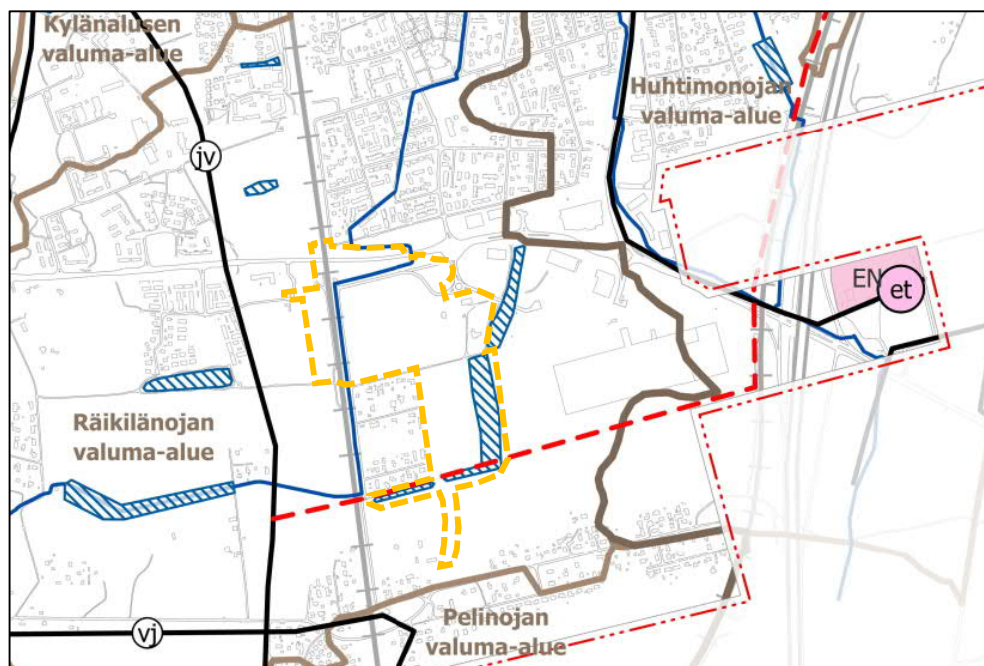 Kylänalusen
valuma-alue
Huhtimonojan
valuma-alue
jv
EN
et
Räikilänojan
valuma-alue
Pelinojan
valuma-alue
vj